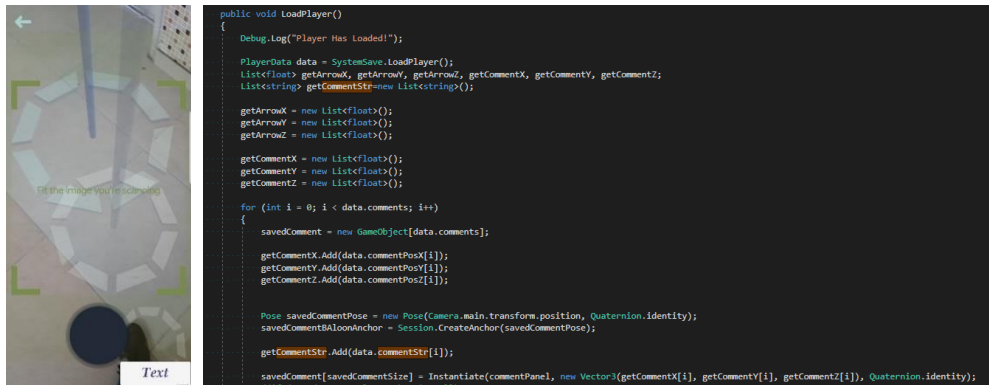 Fit the image you're scanning.
Text
public void LoadPlayer()
{
Debug.Log("Player Has Loaded!");
PlayerData data = SystemSave.LoadPlayer();
List<float> getArrowX, getArrowY, getArrowZ, getCommentX, getCommentY, getCommentZ;
List<string> getCommentStr=new List<string>();
getArrowX = new List<float>();
getArrowY = new List<float>();
getArrowZ = new List<float>();
getCommentX = new List<float>();
getCommentY = new List<float>();
getCommentZ = new List<float>();
for (int i = 0; i < data.comments; i++)
{
savedComment = new GameObject[data.comments];
getCommentX.Add(data.commentPosX[i]);
getCommentY.Add(data.commentPosY[i]);
getCommentZ.Add(data.commentPosZ[i]);
Pose savedCommentPose = new Pose(Camera.main.transform.position, Quaternion.identity);
savedCommentBAloonAnchor = Session.CreateAnchor(savedCommentPose);
getCommentStr.Add(data.commentStr[i]);
savedComment[savedCommentSize] = Instantiate(commentPanel, new Vector3(getCommentX[i], getCommentY[i], getCommentZ[i]), Quaternion.identity);